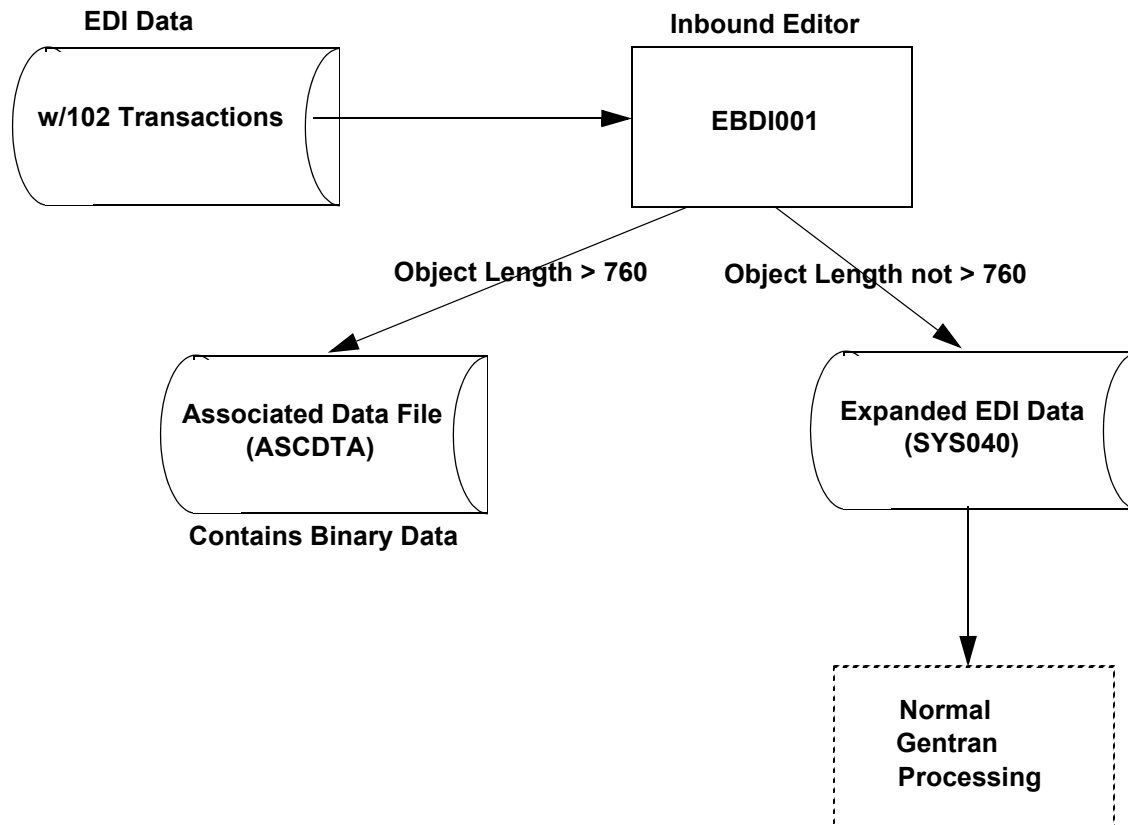 EDI Data
Inbound Editor
w/102 Transactions
EBDI001
Object Length > 760
Object Length not > 760
Associated Data File
(ASCDTA)
Expanded EDI Data
(SYS040)
Contains Binary Data
Normal
Gentran
Processing